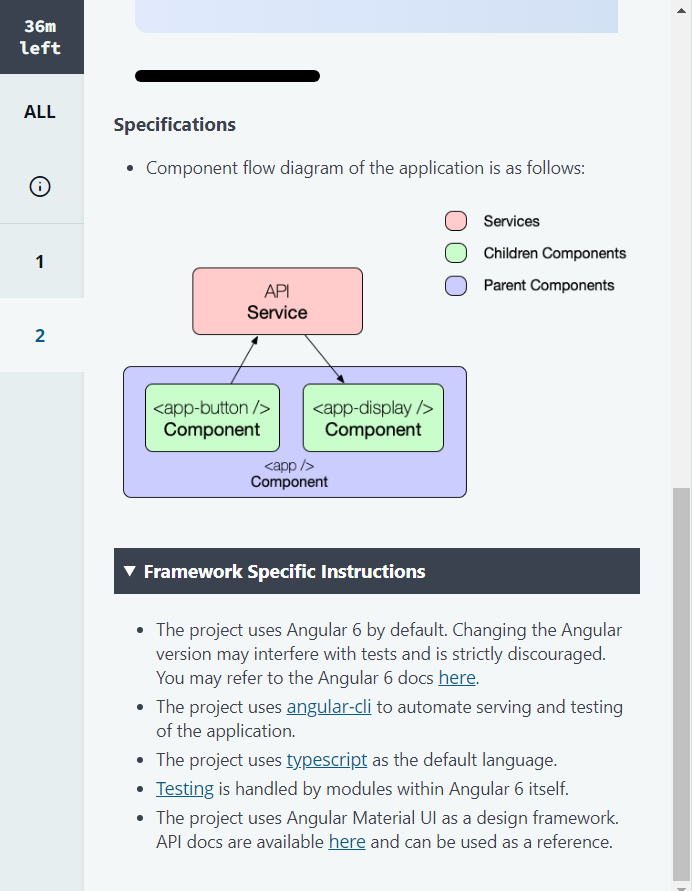 36m
left
ALL
1
2
Specifications
• Component flow diagram of the application is as follows:
Services
Children Components
Parent Components
API
Service
<app-button />
Component
<app-display />
Component
<app />
Component
▼ Framework Specific Instructions
• The project uses Angular 6 by default. Changing the Angular
version may interfere with tests and is strictly discouraged.
You may refer to the Angular 6 docs here.
• The project uses angular-cli to automate serving and testing
of the application.
• The project uses typescript as the default language.
• Testing is handled by modules within Angular 6 itself.
• The project uses Angular Material UI as a design framework.
API docs are available here and can be used as a reference.